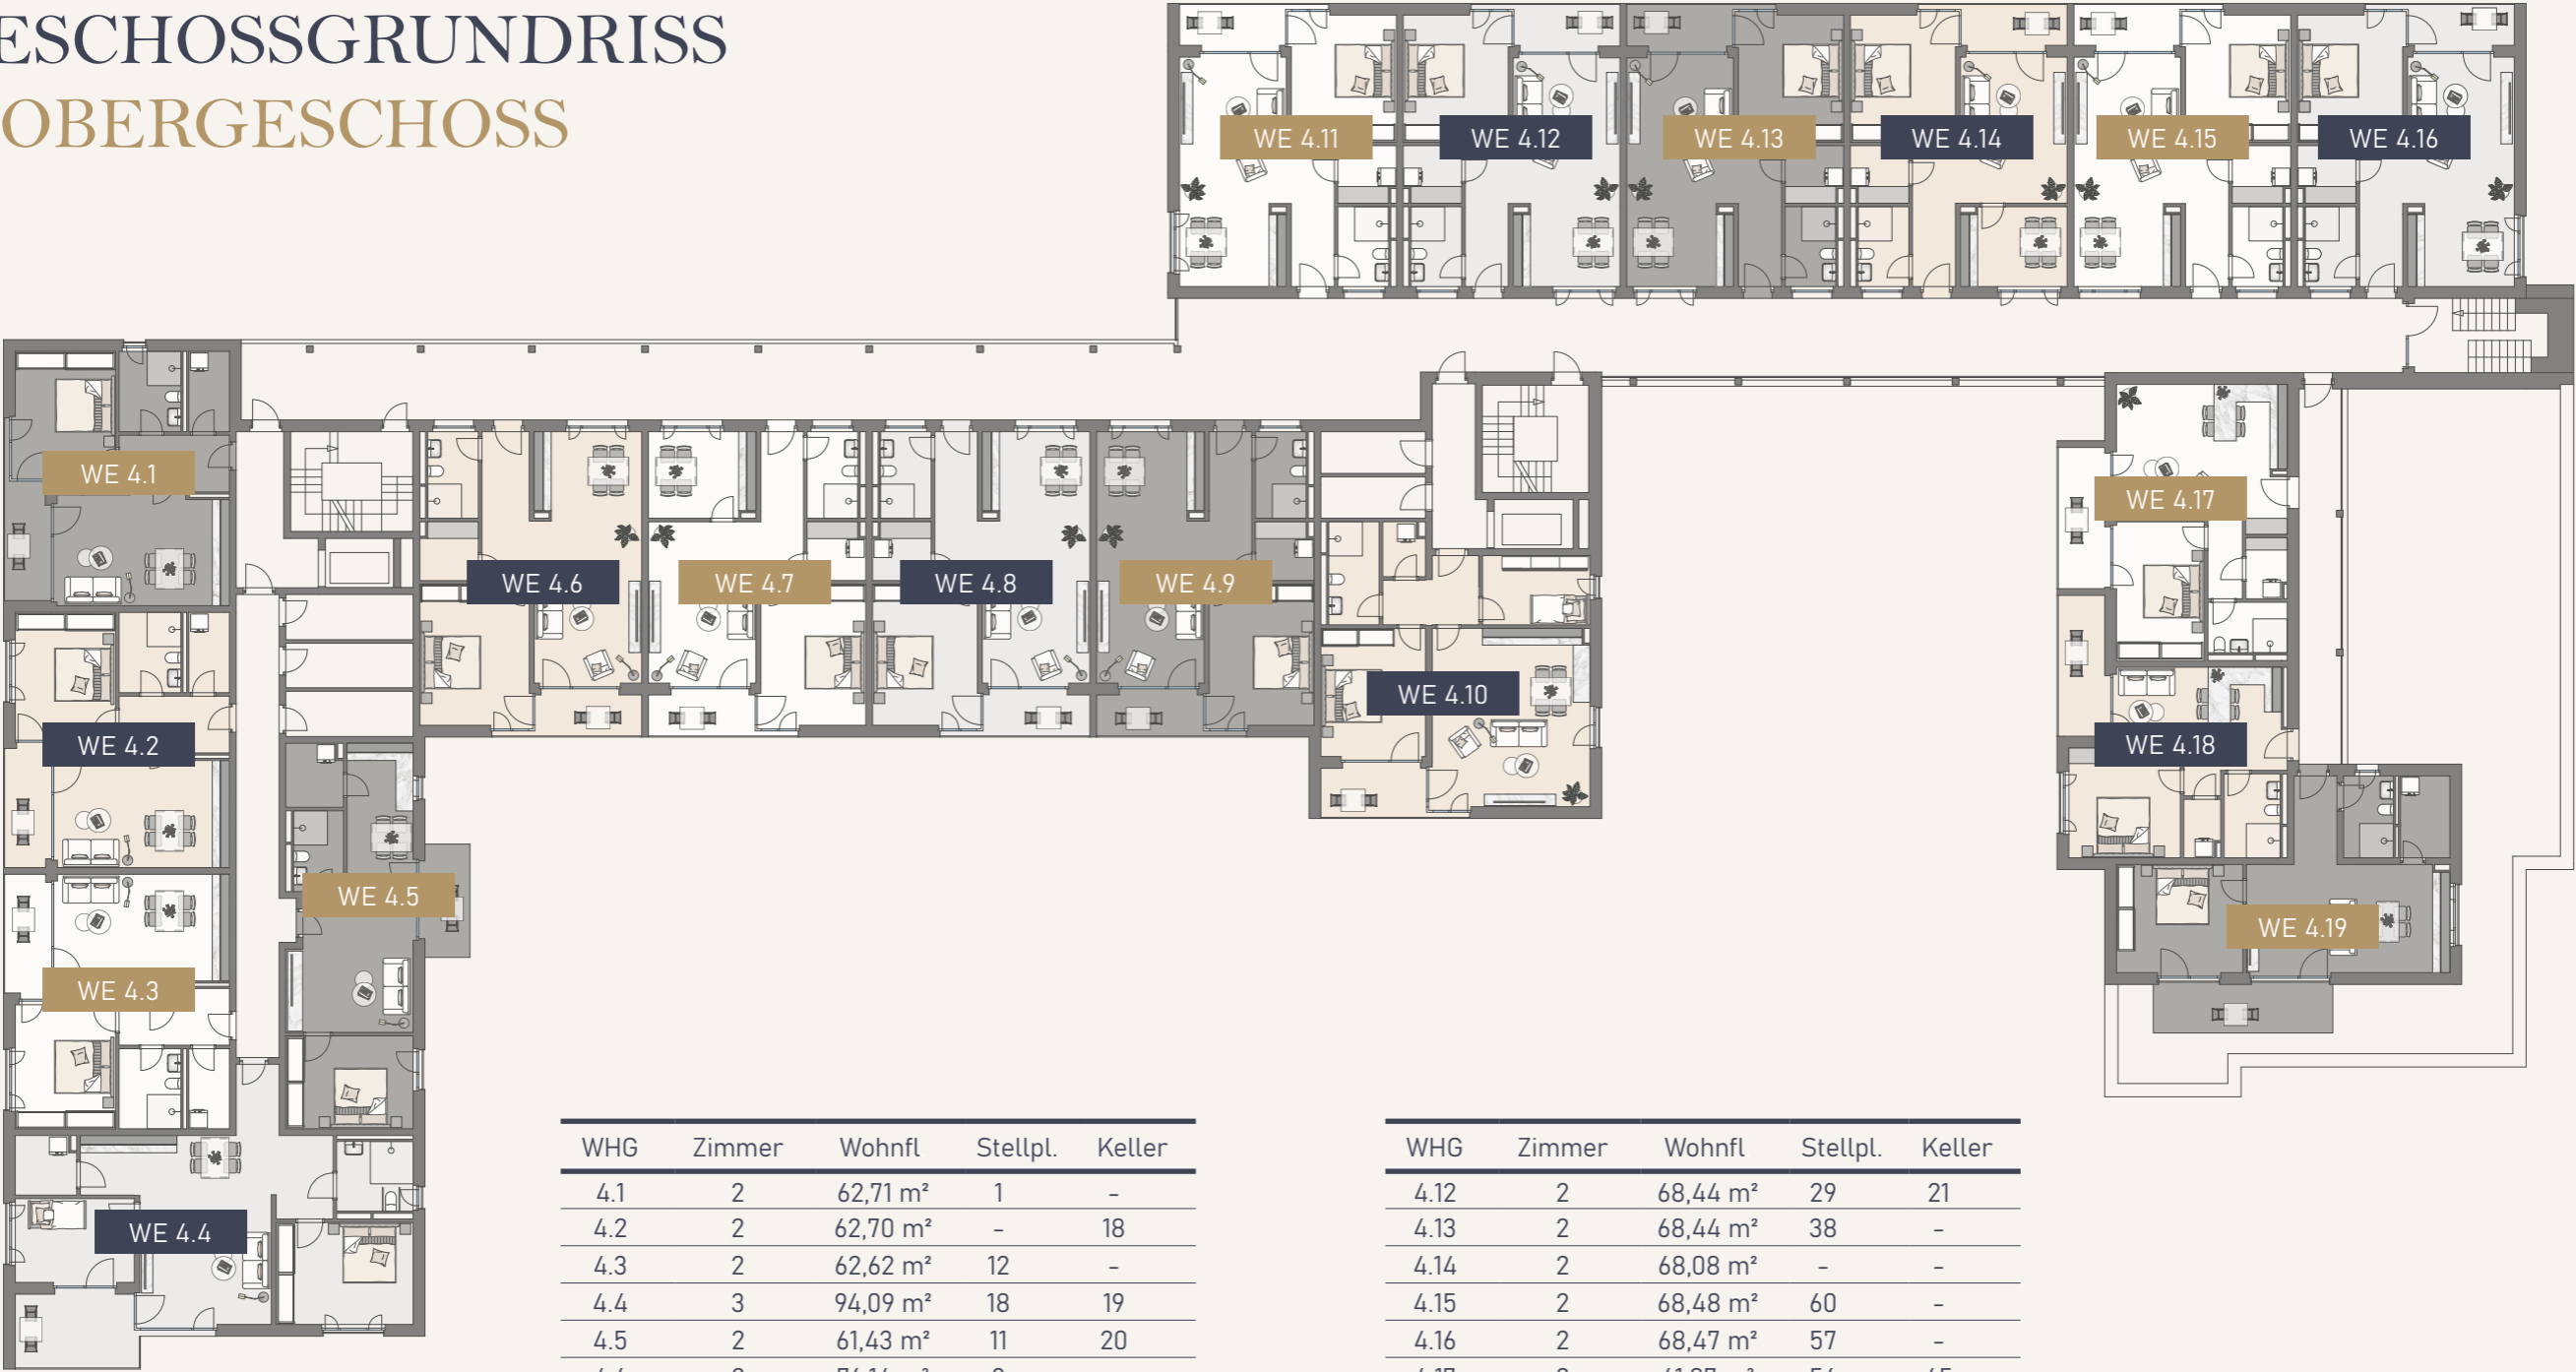 ESCHOSSGRUNDRISS
OBERGESCHOSS
WE 4.11
WE 4.12
WE 4.13
WE 4.14
WE 4.15
WE 4.16
WE 4.1
WE 4.17
WE 4.6
WE 4.7
WE 4.8
WE 4.9
WE 4.10
WE 4.2
WE 4.18
WE 4.5
WE 4.19
WE 4.3
WE 4.4
WHG Zimmer Wohnfl Stellpl. Keller
4.1 2 62,71 m² 1 -
4.2 2 62,70 m² - 18
4.3 2 62,62 m² 12 -
4.4 3 94,09 m² 18 19
4.5 2 61,43 m² 11 20
WHG Zimmer Wohnfl Stellpl. Keller
4.12 2 68,44 m² 29 21
4.13 2 68,44 m² 38 -
4.14 2 68,08 m² - -
4.15 2 68,48 m² 60 -
4.16 2 68,47 m² 57 -